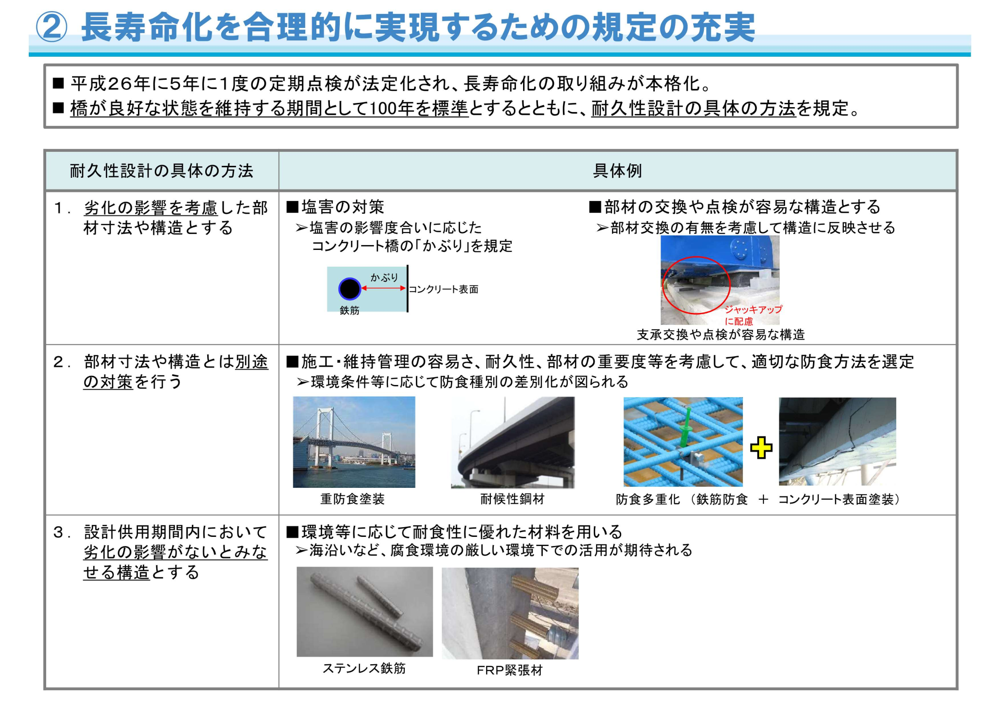 ② 長寿命化を合理的に実現するための規定の充実
■ 平成26年に5年に1度の定期点検が法定化され、長寿命化の取り組みが本格化。
■ 橋が良好な状態を維持する期間として100年を標準とするとともに、耐久性設計の具体の方法を規定。
耐久性設計の具体の方法
具体例
1. 劣化の影響を考慮した部
材寸法や構造とする
■塩害の対策
➢塩害の影響度合いに応じた
コンクリート橋の「かぶり」を規定
かぶり
コンクリート表面
鉄筋
■部材の交換や点検が容易な構造とする
➢部材交換の有無を考慮して構造に反映させる
ジャッキアップ
に配慮
支承交換や点検が容易な構造
2. 部材寸法や構造とは別途
の対策を行う
■施工・維持管理の容易さ、耐久性、部材の重要度等を考慮して、適切な防食方法を選定
➢環境条件等に応じて防食種別の差別化が図られる
重防食塗装
耐候性鋼材
防食多重化 （鉄筋防食 ＋ コンクリート表面塗装）
3. 設計供用期間内において
劣化の影響がないとみな
せる構造とする
■環境等に応じて耐食性に優れた材料を用いる
➢海沿いなど、腐食環境の厳しい環境下での活用が期待される
ステンレス鉄筋
FRP緊張材